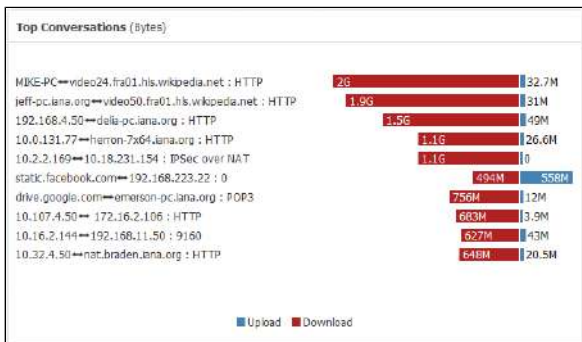 Top Conversations (Bytes)
MIKE-PC↔video24.fra01.hls.wikipedia.net : HTTP 2G 32.7M
jeff-pc.iana.org↔video50.fra01.hls.wikipedia.net : HTTP 1.9G 31M
192.168.4.50↔delia-pc.iana.org : HTTP 1.5G 49M
10.0.131.77↔herron-7x64.iana.org : HTTP 1.1G 26.6M
10.2.2.169↔10.18.231.154 : IPSec over NAT 1.1G 0
static.facebook.com↔192.168.223.22 : 0 494M 558M
drive.google.com↔emerson-pc.iana.org : POP3 756M 12M
10.107.4.50↔ 172.16.2.106 : HTTP 683M 3.9M
10.16.2.144↔192.168.11.50 : 9160 627M 43M
10.32.4.50↔nat.braden.iana.org : HTTP 648M 20.5M
Upload Download